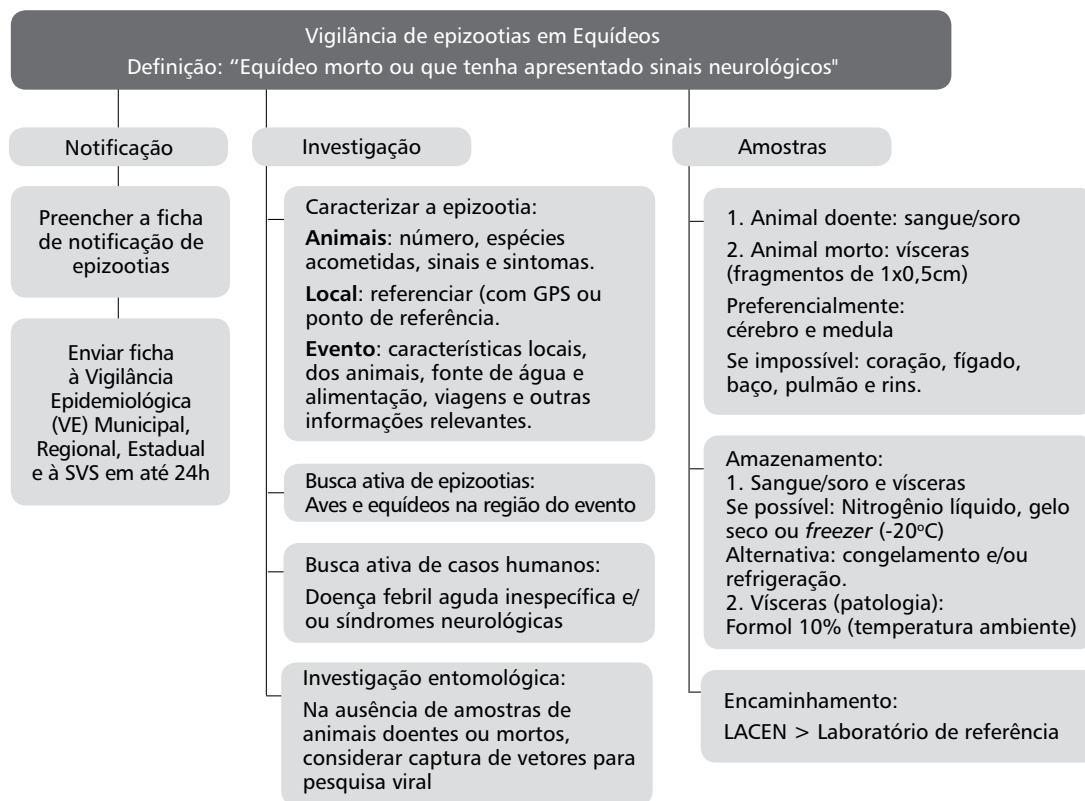 Vigilância de epizootias em Equídeos
Definição: “Equídeo morto ou que tenha apresentado sinais neurológicos"
Notificação
Preencher a ficha
de notificação de
epizootias
Enviar ficha
à Vigilância
Epidemiológica
(VE) Municipal,
Regional, Estadual
e à SVS em até 24h
Investigação
Caracterizar a epizootia:
Animais: número, espécies
acometidas, sinais e sintomas.
Local: referenciar (com GPS ou
ponto de referência.
Evento: características locais,
dos animais, fonte de água e
alimentação, viagens e outras
informações relevantes.
Busca ativa de epizootias:
Aves e equídeos na região do evento
Busca ativa de casos humanos:
Doença febril aguda inespecífica e/
ou síndromes neurológicas
Investigação entomológica:
Na ausência de amostras de
animais doentes ou mortos,
considerar captura de vetores para
pesquisa viral
Amostras
1. Animal doente: sangue/soro
2. Animal morto: vísceras
(fragmentos de 1x0,5cm)
Preferencialmente:
cérebro e medula
Se impossível: coração, fígado,
baço, pulmão e rins.
Amazenamento:
1. Sangue/soro e vísceras
Se possível: Nitrogênio líquido, gelo
seco ou freezer (-20ºC)
Alternativa: congelamento e/ou
refrigeração.
2. Vísceras (patologia):
Formol 10% (temperatura ambiente)
Encaminhamento:
LACEN > Laboratório de referência